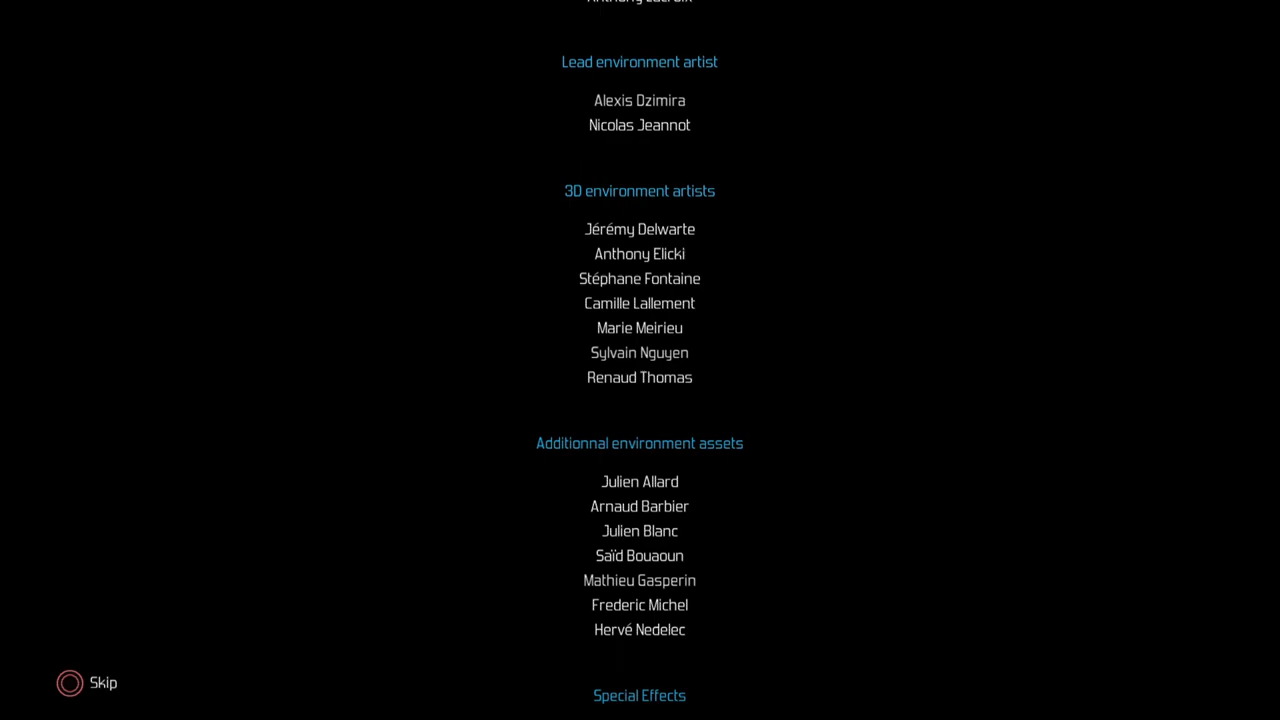 Lead environment artist
Alexis Dzimira
Nicolas Jeannot
3D environment artists
Jérémy Delwarte
Anthony Elicki
Stéphane Fontaine
Camille Lallement
Marie Meirieu
Sylvain Nguyen
Renaud Thomas
Additionnal environment assets
Julien Allard
Arnaud Barbier
Julien Blanc
Saïd Bouaoun
Mathieu Gasperin
Frederic Michel
Hervé Nedelec
Skip
Special Effects